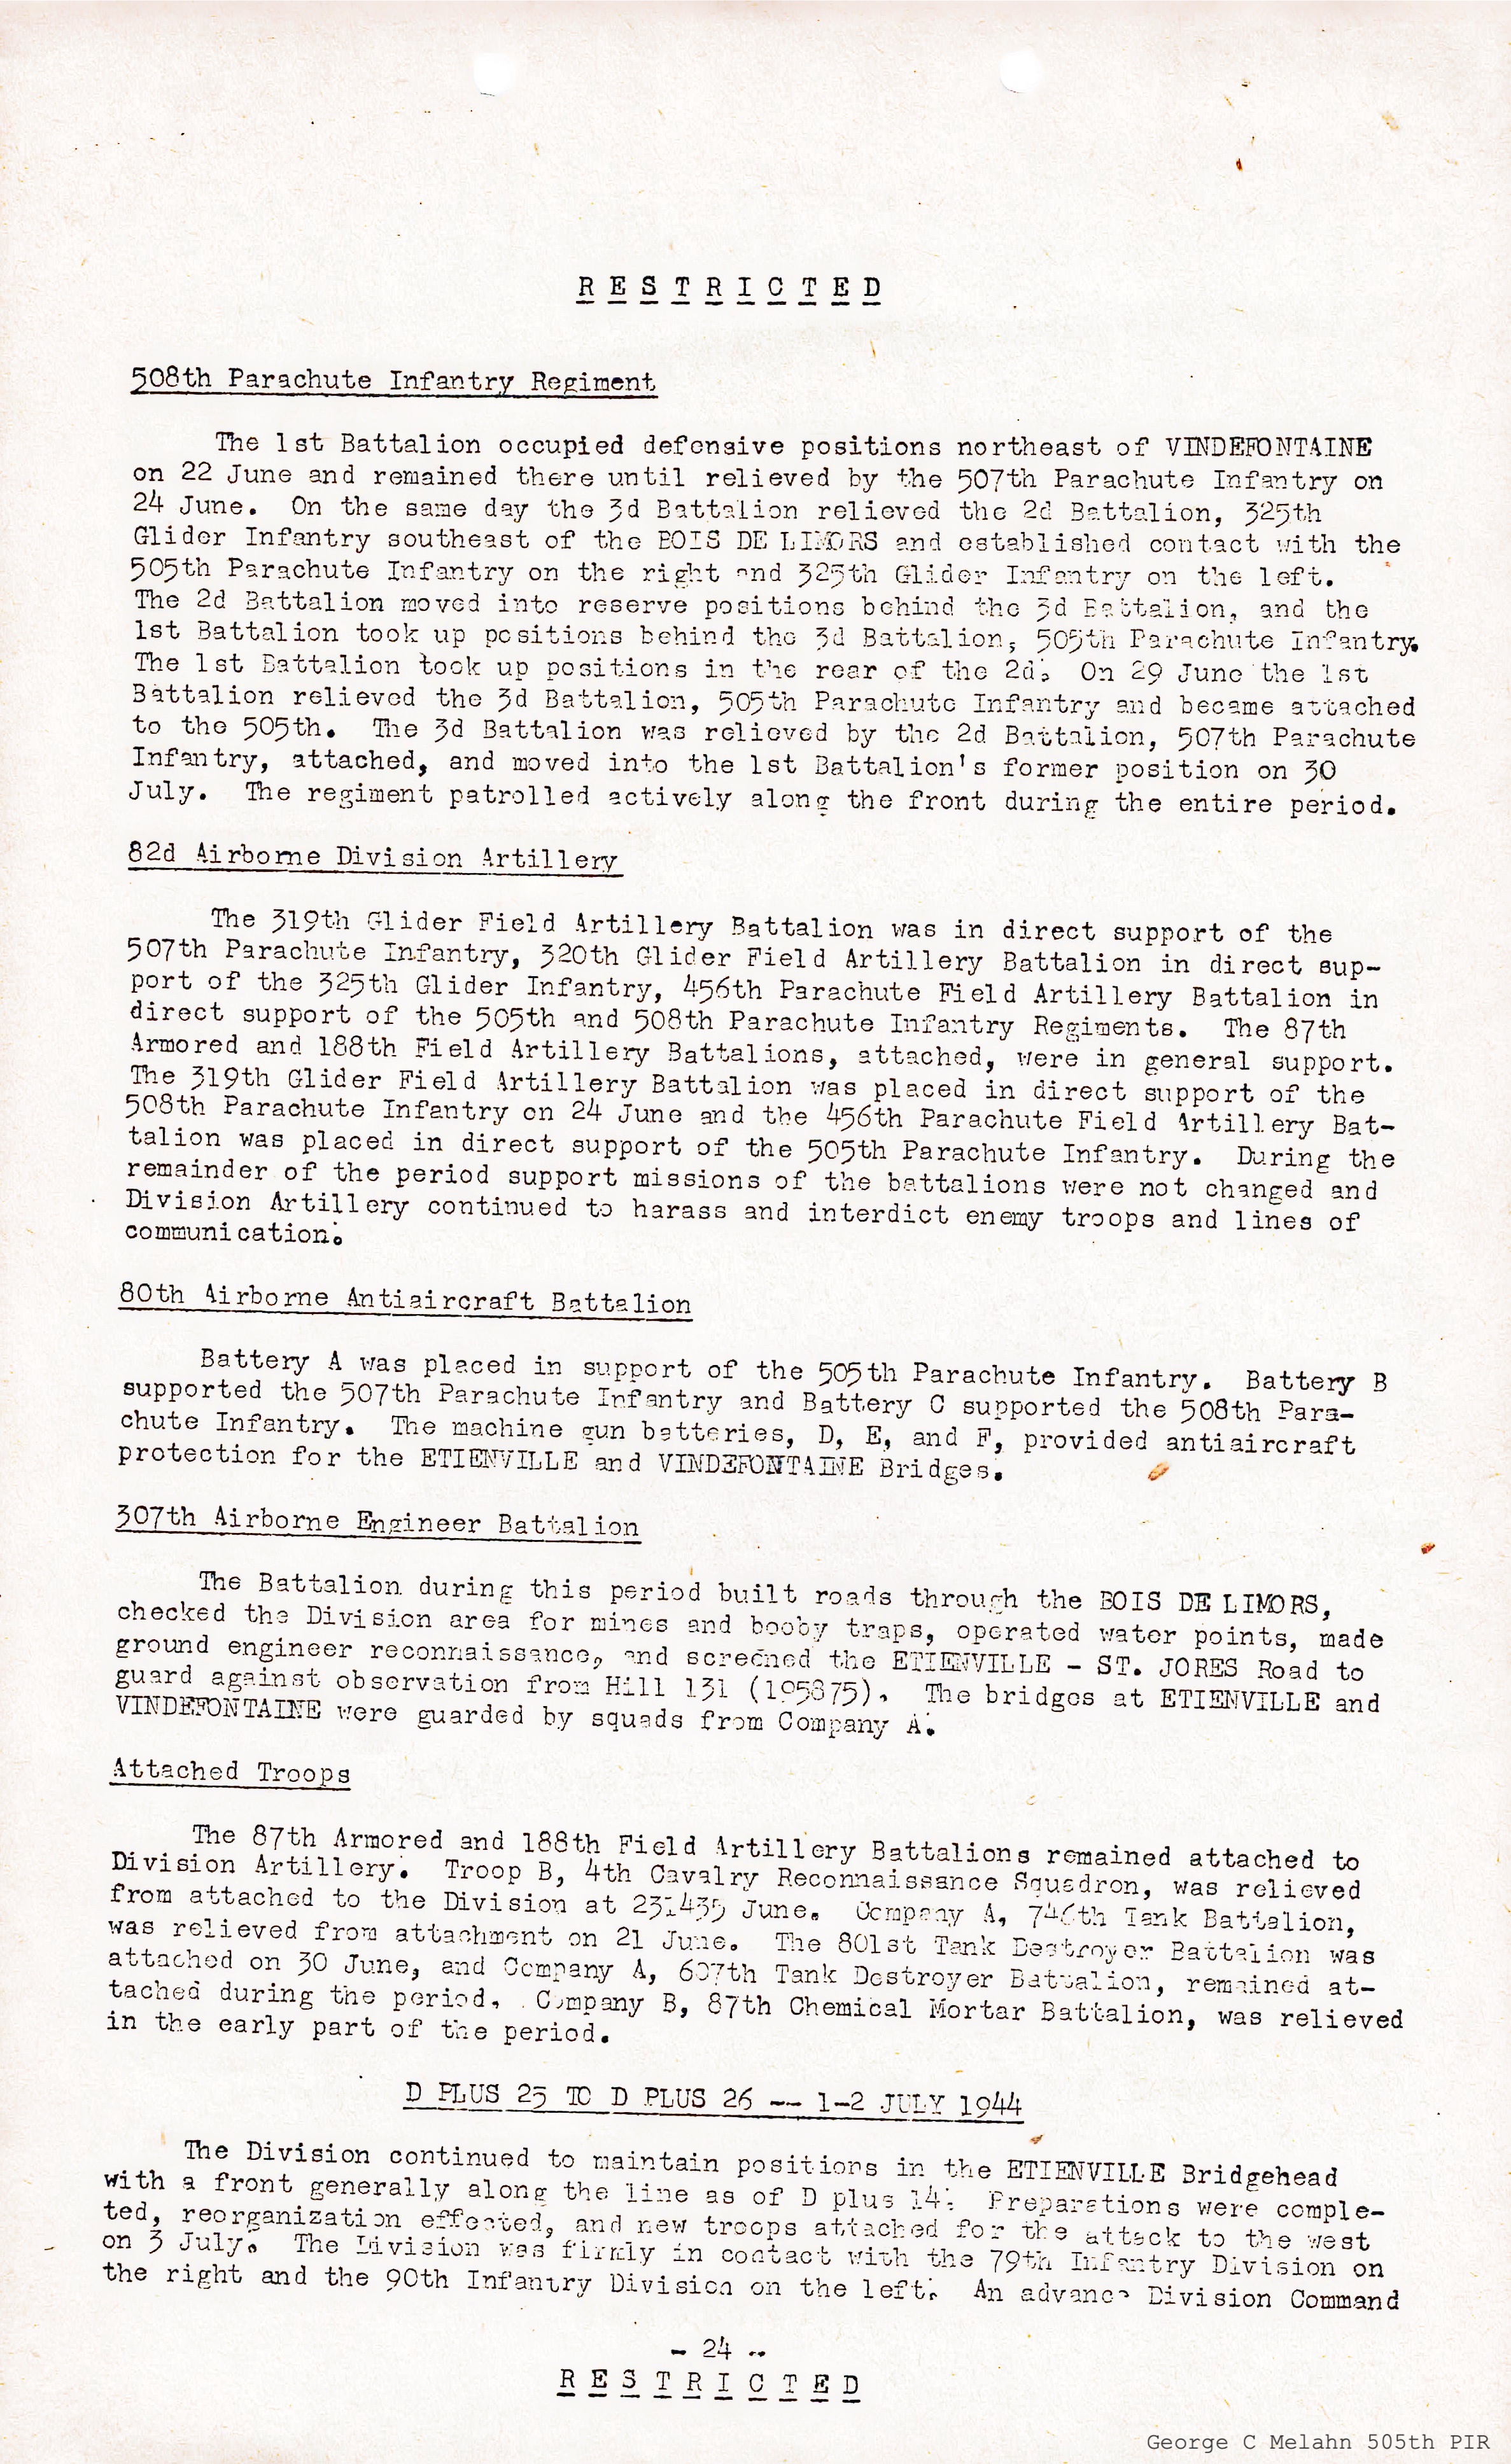 R E S T R I C T E D
508th Parachute Infantry Regiment
The 1st Battalion occupied defensive positions northeast of VINDEFONTAINE
on 22 June and remained there until relieved by the 507th Parachute Infantry on
24 June. On the same day the 3d Battalion relieved the 2d Battalion, 325th
Glider Infantry southeast of the BOIS DE LIMORS and established contact with the
505th Parachute Infantry on the right and 325th Glider Infantry on the left.
The 2d Battalion moved into reserve positions behind the 3d Battalion, and the
1st Battalion took up positions behind the 3d Battalion, 505th Parachute Infantry.
The 1st Battalion took up positions in the rear of the 2d. On 29 June the 1st
Battalion relieved the 3d Battalion, 505th Parachute Infantry and became attached
to the 505th. The 3d Battalion was relieved by the 2d Battalion, 507th Parachute
Infantry, attached, and moved into the 1st Battalion's former position on 30
July. The regiment patrolled actively along the front during the entire period.
82d Airborne Division Artillery
The 319th Glider Field Artillery Battalion was in direct support of the
507th Parachute Infantry, 320th Glider Field Artillery Battalion in direct sup-
port of the 325th Glider Infantry, 456th Parachute Field Artillery Battalion in
direct support of the 505th and 508th Parachute Infantry Regiments. The 87th
Armored and 188th Field Artillery Battalions, attached, were in general support.
The 319th Glider Field Artillery Battalion was placed in direct support of the
508th Parachute Infantry on 24 June and the 456th Parachute Field Artillery Bat-
talion was placed in direct support of the 505th Parachute Infantry. During the
remainder of the period support missions of the battalions were not changed and
Division Artillery continued to harass and interdict enemy troops and lines of
communication.
80th Airborne Antiaircraft Battalion
Battery A was placed in support of the 505th Parachute Infantry. Battery B
supported the 507th Parachute Infantry and Battery C supported the 508th Para-
chute Infantry. The machine gun batteries, D, E, and F, provided antiaircraft
protection for the ETIENVILLE and VINDEFONTAINE Bridges.
307th Airborne Engineer Battalion
The Battalion during this period built roads through the BOIS DE LIMORS,
checked the Division area for mines and booby traps, operated water points, made
ground engineer reconnaissance, and screened the ETIENVILLE - ST. JORES Road to
guard against observation from Hill 131 (195875). The bridges at ETIENVILLE and
VINDEFONTAINE were guarded by squads from Company A.
Attached Troops
The 87th Armored and 188th Field Artillery Battalions remained attached to
Division Artillery. Troop B, 4th Cavalry Reconnaissance Squadron, was relieved
from attached to the Division at 231435 June. Company A, 746th Tank Battalion,
was relieved from attachment on 21 June. The 801st Tank Destroyer Battalion was
attached on 30 June, and Company A, 607th Tank Destroyer Battalion, remained at-
tached during the period. Company B, 87th Chemical Mortar Battalion, was relieved
in the early part of the period.
D PLUS 25 TO D PLUS 26 -- 1-2 JULY 1944
The Division continued to maintain positions in the ETIENVILLE Bridgehead
with a front generally along the line as of D plus 14. Preparations were comple-
ted, reorganization effected, and new troops attached for the attack to the west
on 3 July. The Division was firmly in contact with the 79th Infantry Division on
the right and the 90th Infantry Division on the left. An advance Division Command
- 24 -
R E S T R I C T E D
George C Melahn 505th PIR